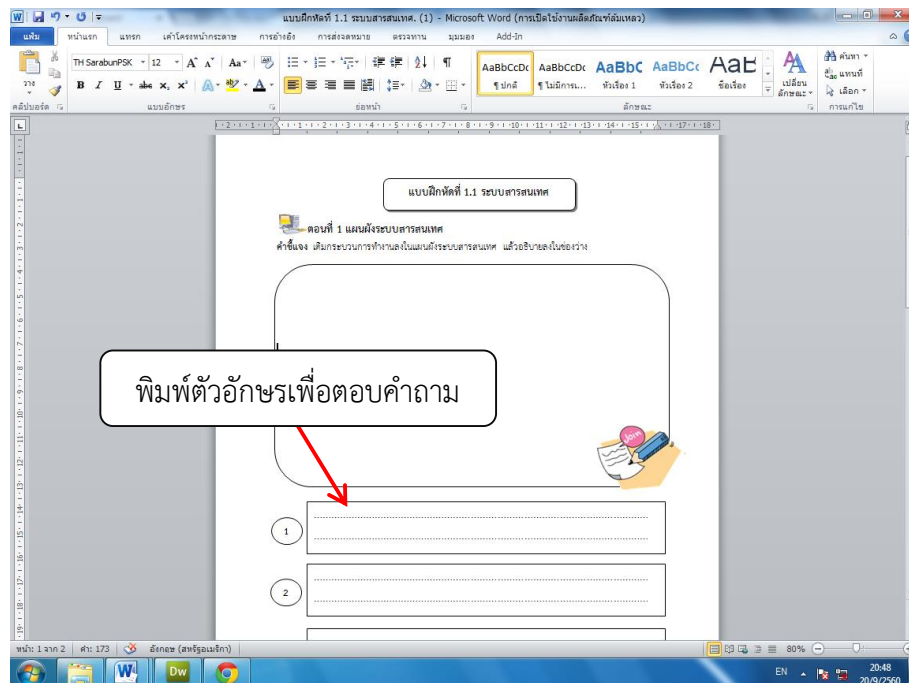 แบบฝึกหัดที่ 1.1 ระบบสารสนเทศ. (1) - Microsoft Word (การเปิดใช้งานผลิตภัณฑ์ล้มเหลว)
แฟ้ม หน้าแรก แทรก เค้าโครงหน้ากระดาษ การอ้างอิง การส่งจดหมาย ตรวจทาน มุมมอง Add-In
TH SarabunPSK 12
AaBbCcDc AaBbCcDc AaBbC AaBbCc AaB
¶ ปกติ ¶ ไม่มีการเ... หัวเรื่อง 1 หัวเรื่อง 2 ชื่อเรื่อง
วาง
เปลี่ยน ลักษณะ
ค้นหา
แทนที่
เลือก
คลิปบอร์ด แบบอักษร ย่อหน้า ลักษณะ การแก้ไข
แบบฝึกหัดที่ 1.1 ระบบสารสนเทศ
ตอนที่ 1 แผนผังระบบสารสนเทศ
คำชี้แจง เติมกระบวนการทำงานลงในแผนผังระบบสารสนเทศ แล้วอธิบายลงในช่องว่าง
พิมพ์ตัวอักษรเพื่อตอบคำถาม
Jom
1
2
หน้า: 1 จาก 2 คำ: 173 อังกฤษ (สหรัฐอเมริกา) 80%
W Dw EN 20:48
20/9/2560